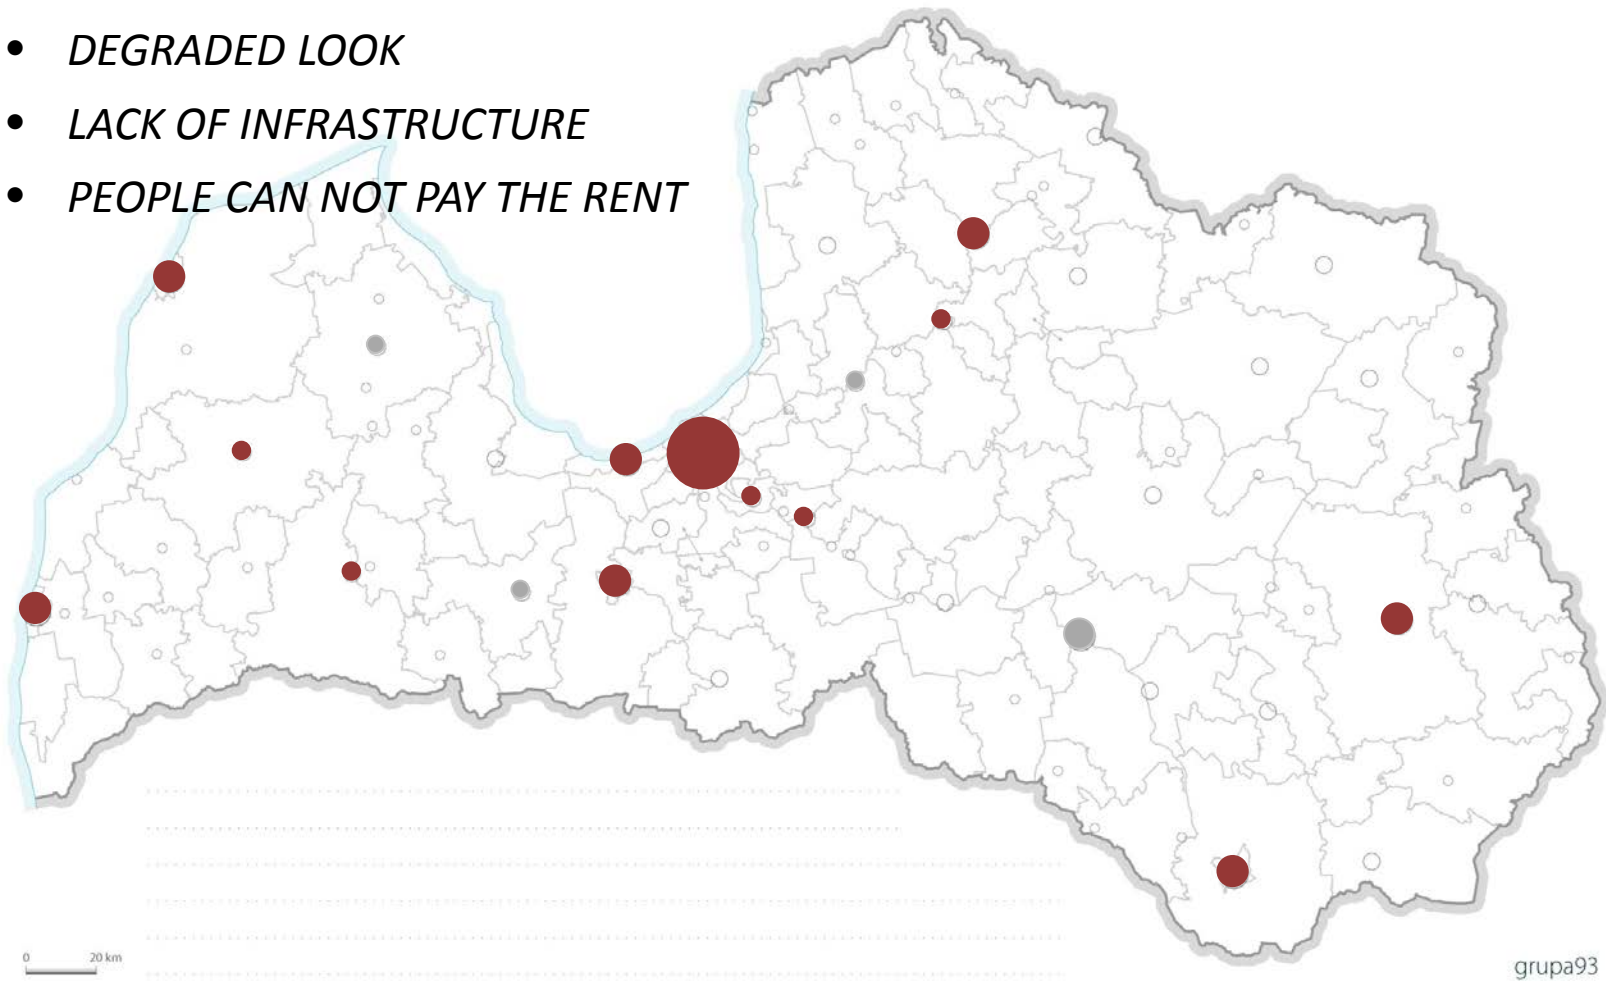 • DEGRADED LOOK
• LACK OF INFRASTRUCTURE
• PEOPLE CAN NOT PAY THE RENT
0 20 km
grupa93